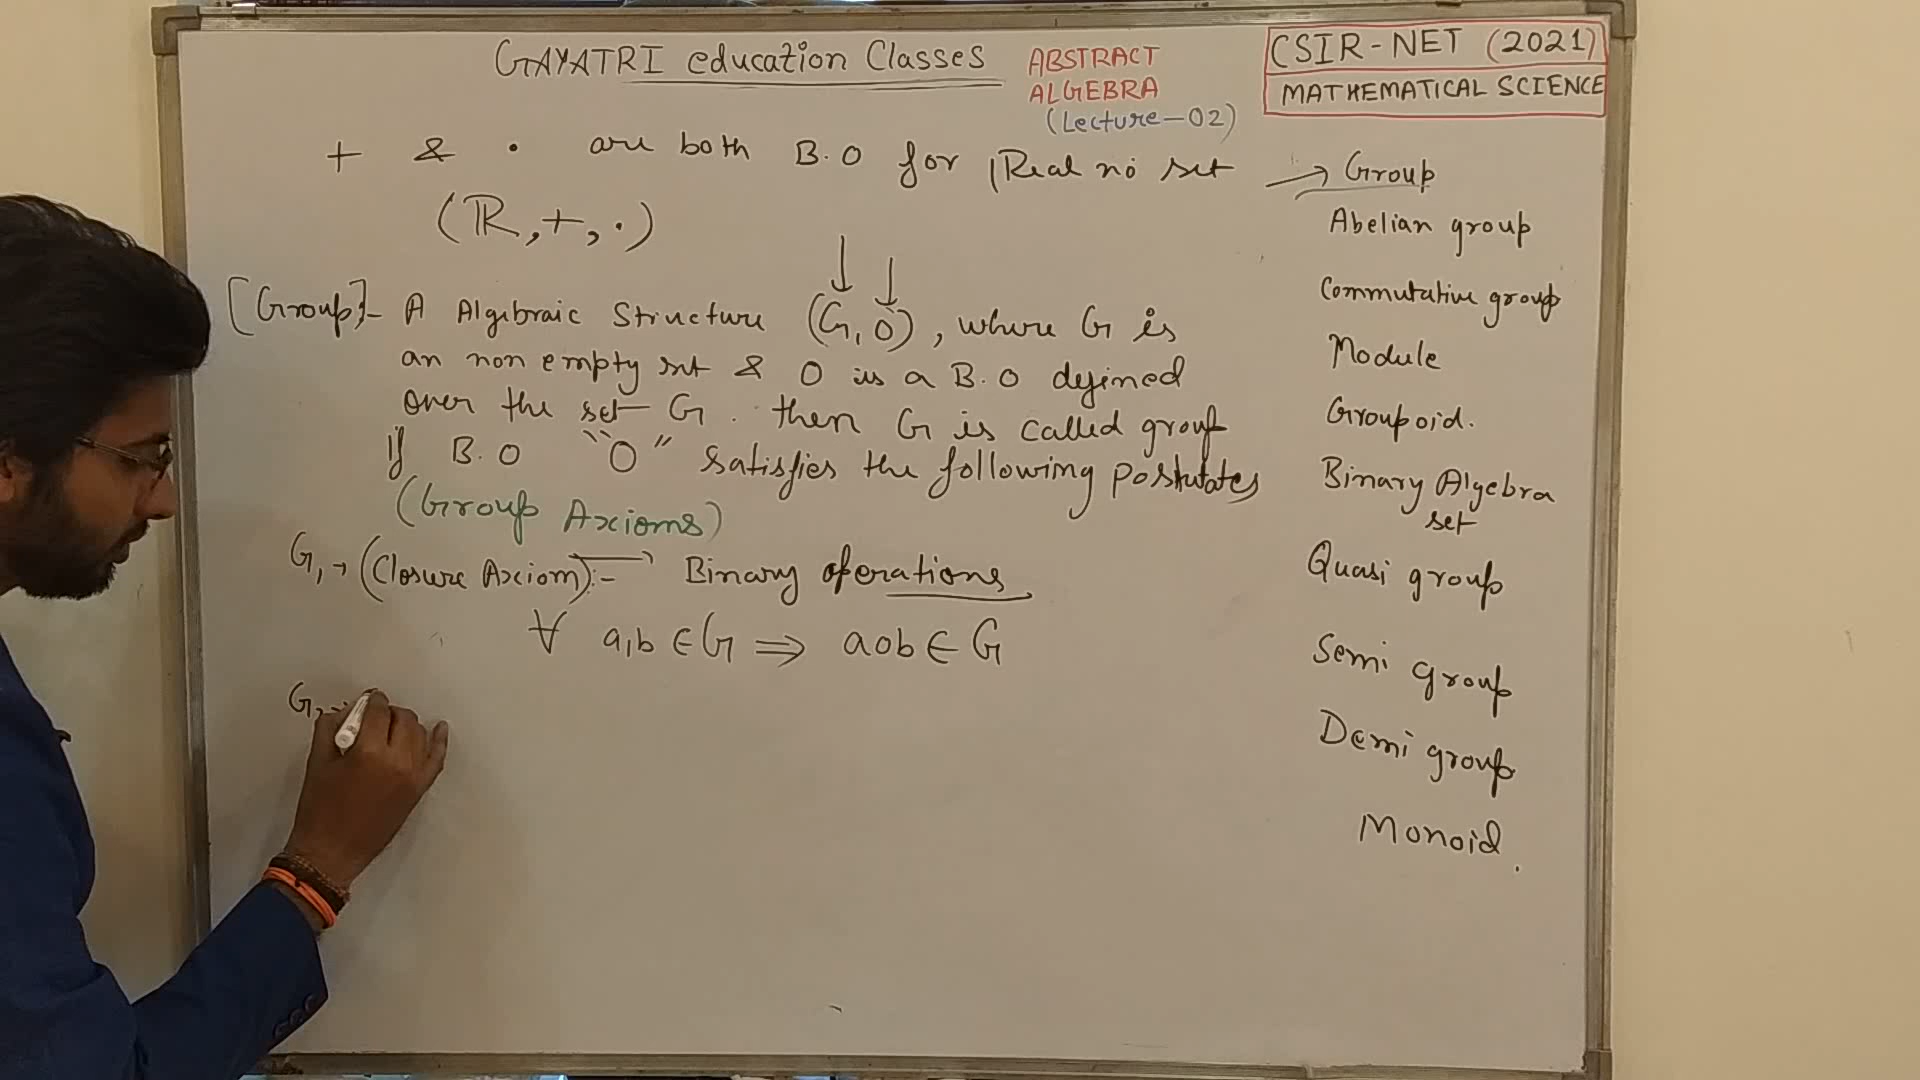 GAYATRI education Classes
ABSTRACT
ALGEBRA
(Lecture-02)
CSIR-NET (2021)
MATHEMATICAL SCIENCE
+ & · are both B.O for Real no set
(ℝ, +, ·)
[Group]:- A Algebraic Structure (G, O), where G is
an non empty set & O is a B.O defined
over the set G. then G is called group
If B.O "O" satisfies the following postutates
(Group Axioms)
G₁ → (Closure Axiom):- → Binary operations
∀ a,b ∈ G ⇒ aob ∈ G
G₂ →
→ Group
Abelian group
Commutative group
Module
Groupoid.
Binary Algebra
set
Quasi group
Semi group
Demi group
Monoid.